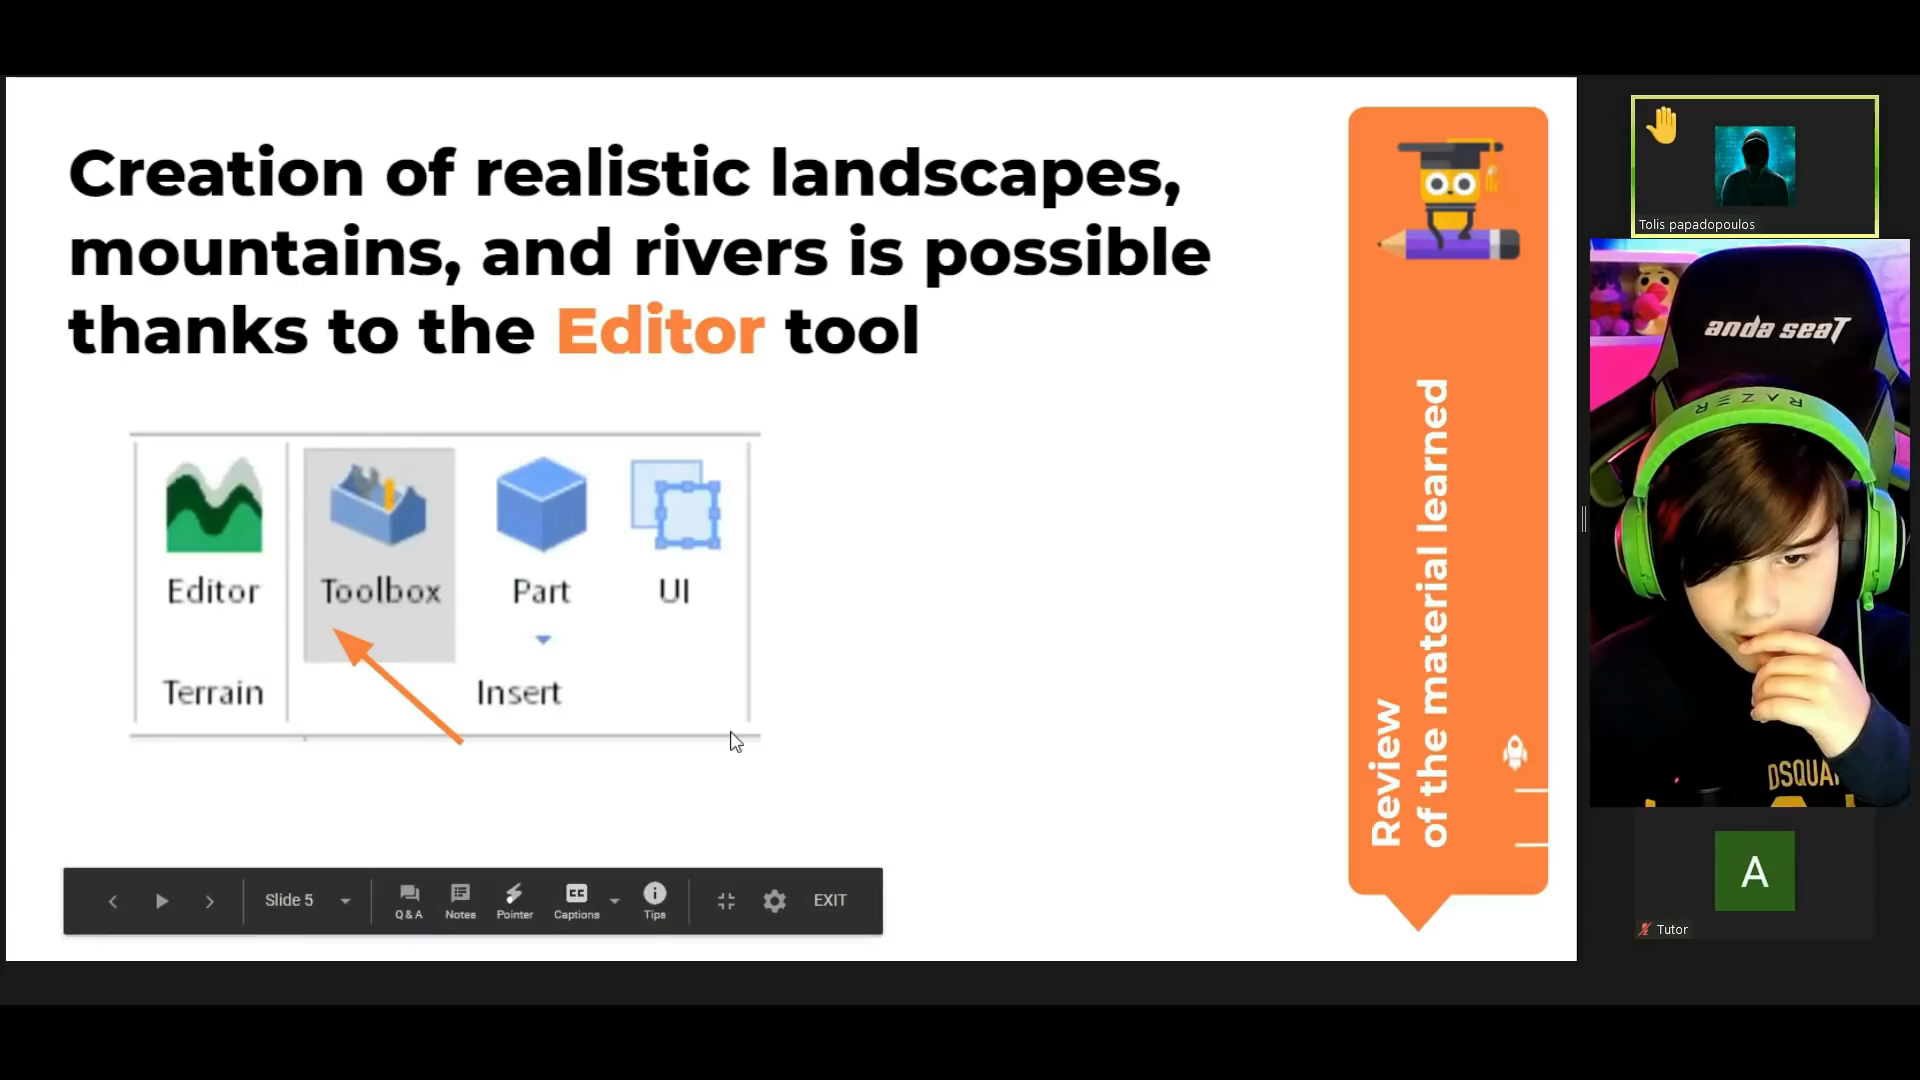 Creation of realistic landscapes,
mountains, and rivers is possible
thanks to the Editor tool
Editor
Toolbox
Part
UI
Terrain
Insert
Review
of the material learned
Slide 5
Q & A
Notes
Pointer
CC
Captions
Tips
EXIT
Tolis papadopoulos
anda seaT
RAZER
DSQUA
A
Tutor